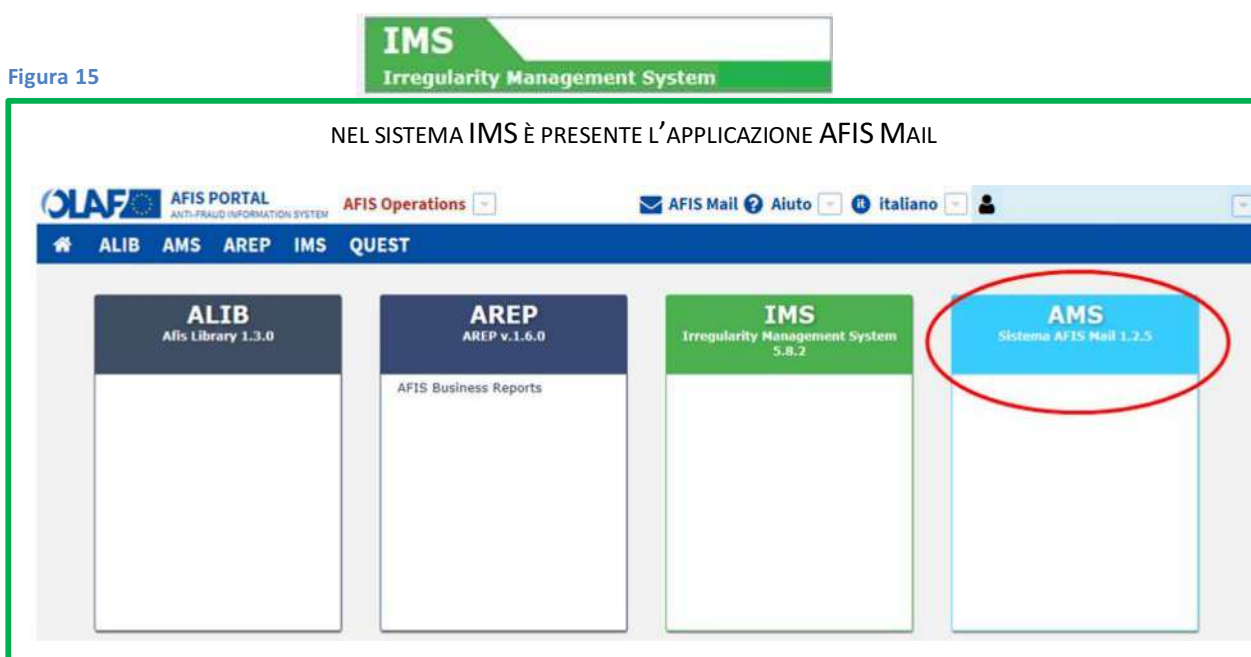 IMS
Irregularity Management System
Figura 15
NEL SISTEMA IMS È PRESENTE L'APPLICAZIONE AFIS MAIL
OLAF AFIS PORTAL AFIS Operations AFIS Mail ? Aiuto it italiano
ANTI-FRAUD INFORMATION SYSTEM
ALIB AMS AREP IMS QUEST
ALIB
Afis Library 1.3.0
AREP
AREP v.1.6.0
AFIS Business Reports
IMS
Irregularity Management System
5.8.2
AMS
Sistema AFIS Mail 1.2.5